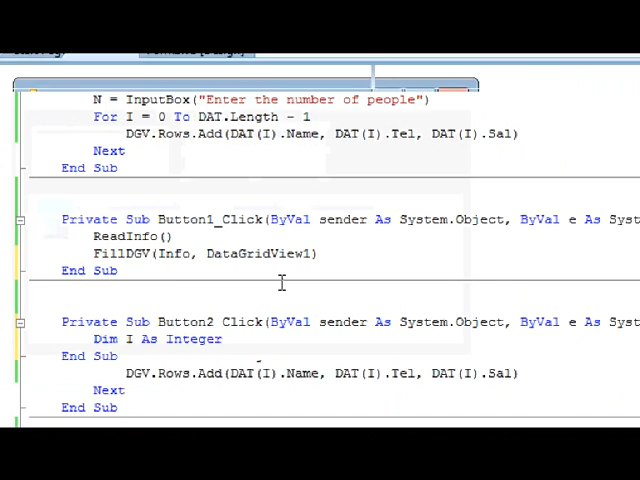 N = InputBox("Enter the number of people")
For I = 0 To DAT.Length - 1
DGV.Rows.Add(DAT(I).Name, DAT(I).Tel, DAT(I).Sal)
Next
End Sub
Private Sub Button1_Click(ByVal sender As System.Object, ByVal e As Syst
ReadInfo()
FillDGV(Info, DataGridView1)
End Sub
Private Sub Button2 Click(ByVal sender As System.Object, ByVal e As Syst
Dim I As Integer
End Sub
DGV.Rows.Add(DAT(I).Name, DAT(I).Tel, DAT(I).Sal)
Next
End Sub